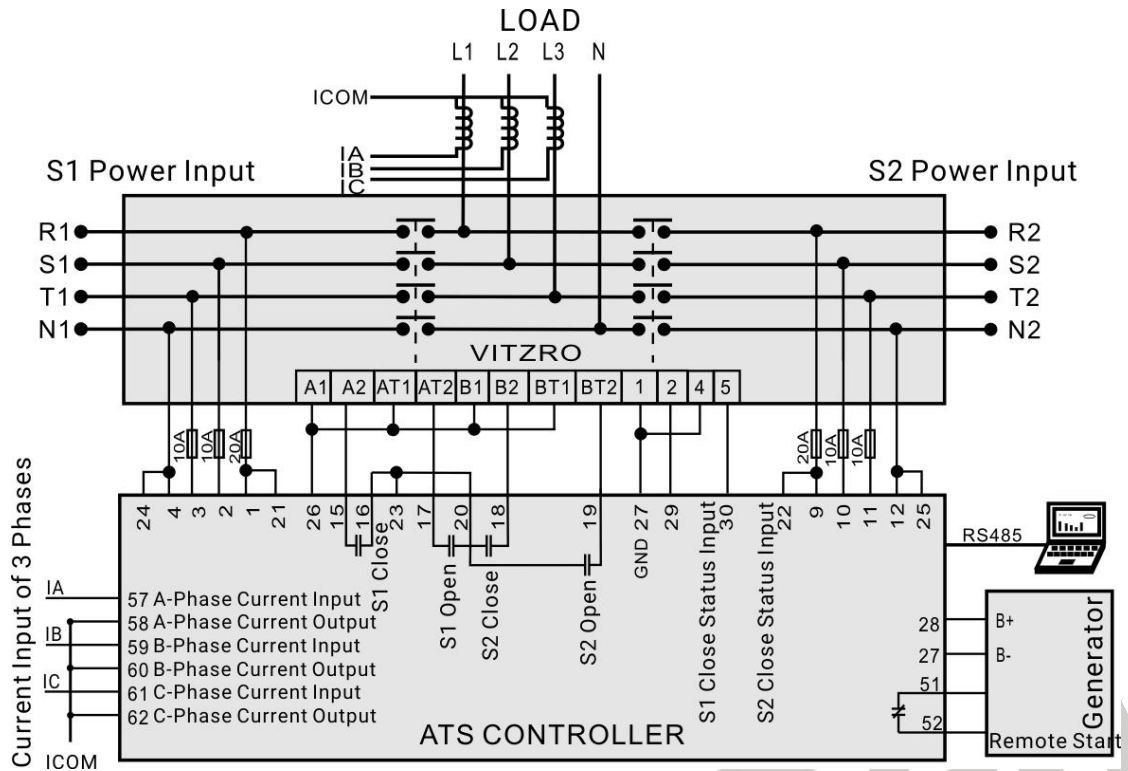 LOAD
L1 L2 L3 N
ICOM
IA
IB
IC
S1 Power Input
S2 Power Input
R1
S1
T1
N1
R2
S2
T2
N2
VITZRO
A1 A2 AT1 AT2 B1 B2 BT1 BT2 1 2 4 5
10A 10A 20A
20A 10A 10A
24 4 3 2 1 21 26 15 16 23 17 20 18 19 GND 27 29 30 22 9 10 11 12 25
S1 Close
S1 Open
S2 Close
S2 Open
S1 Close Status Input
S2 Close Status Input
RS485
Current Input of 3 Phases
IA
IB
IC
ICOM
57 A-Phase Current Input
58 A-Phase Current Output
59 B-Phase Current Input
60 B-Phase Current Output
61 C-Phase Current Input
62 C-Phase Current Output
ATS CONTROLLER
28
27
51
52
B+
B-
Generator
Remote Start